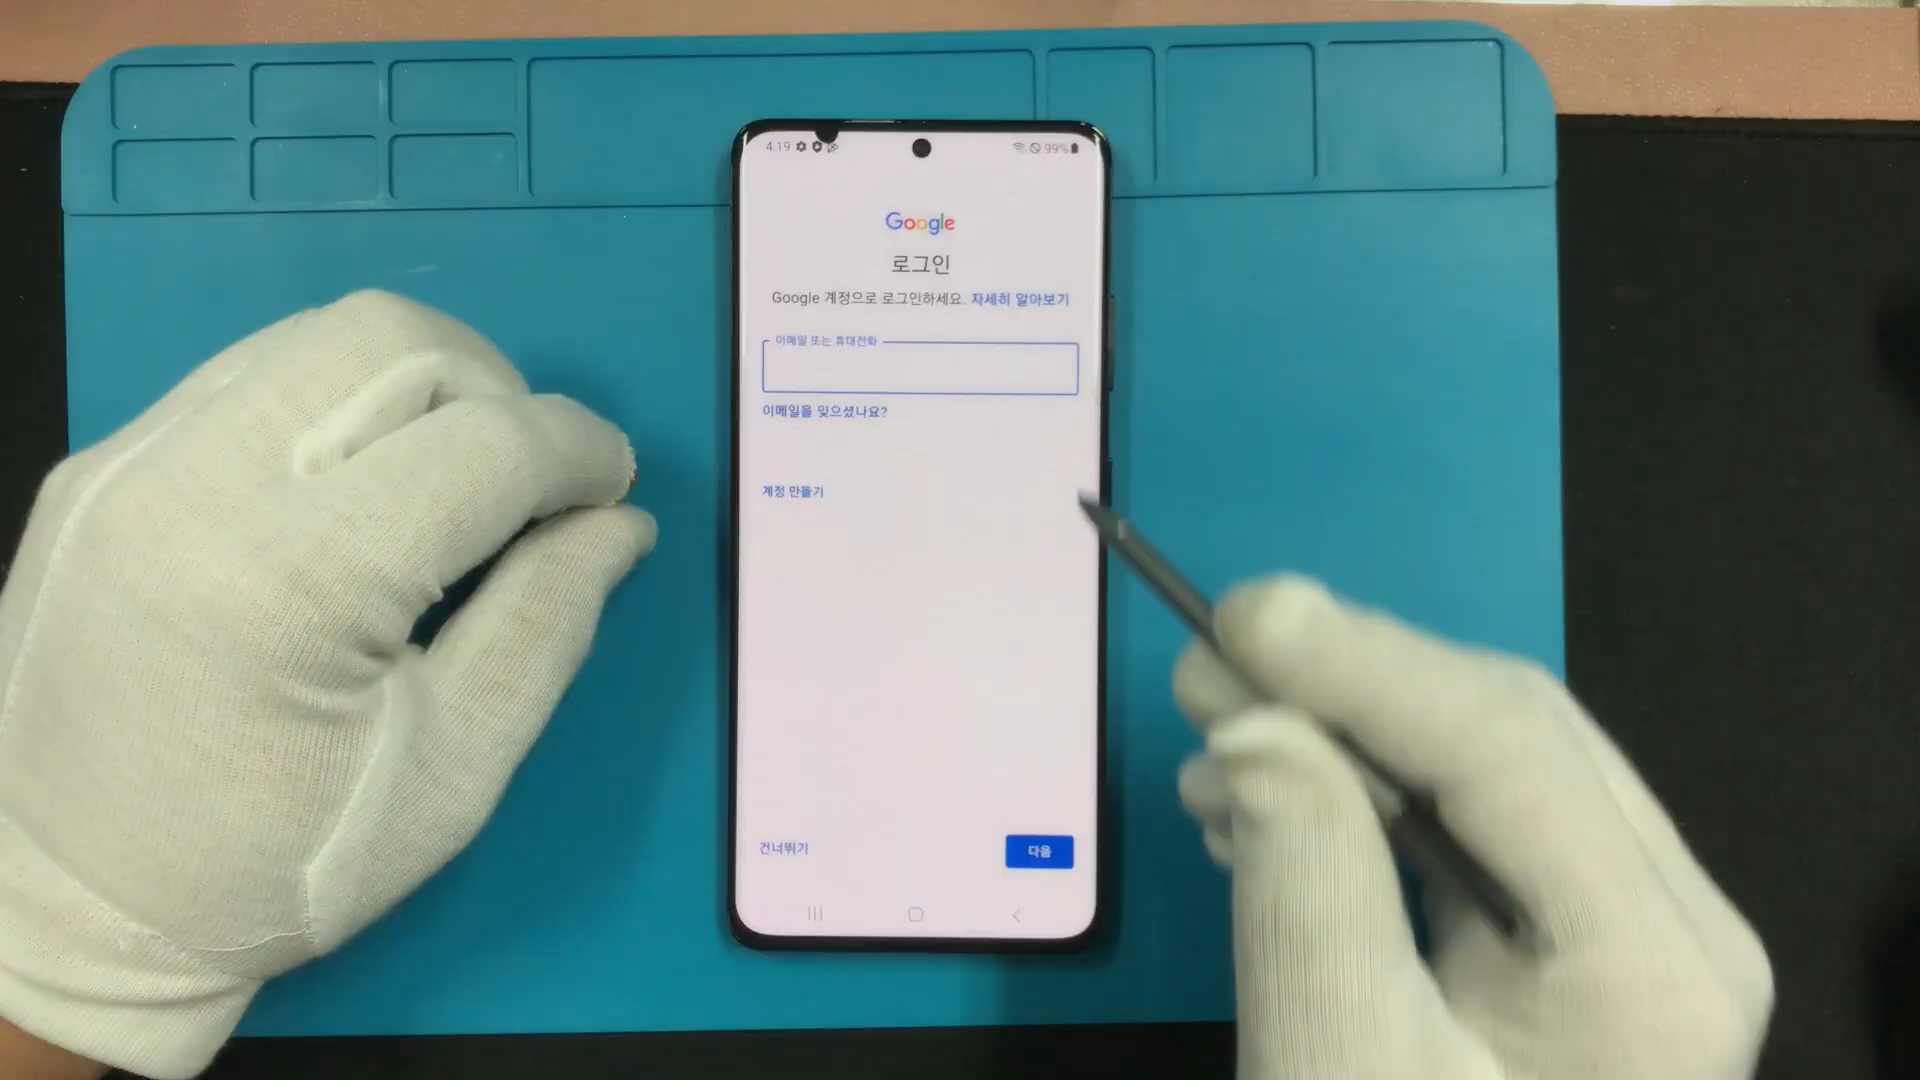 4:19 99%
Google
로그인
Google 계정으로 로그인하세요. 자세히 알아보기
이메일 또는 휴대전화
이메일을 잊으셨나요?
계정 만들기
건너뛰기
다음